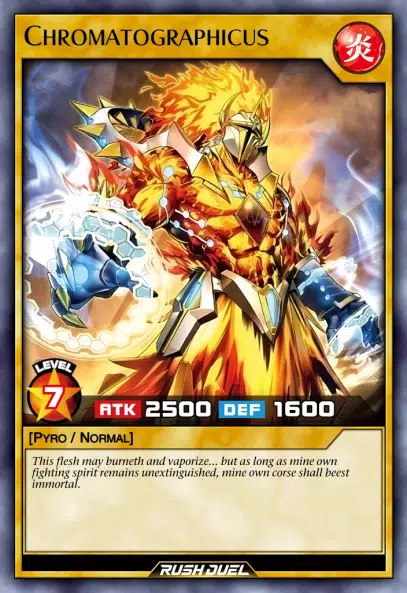 Chromatographicus
炎
LEVEL
7
ATK 2500 DEF 1600
[Pyro / Normal]
This flesh may burneth and vaporize... but as long as mine own
fighting spirit remains unextinguished, mine own corse shall beest
immortal.
RUSH DUEL